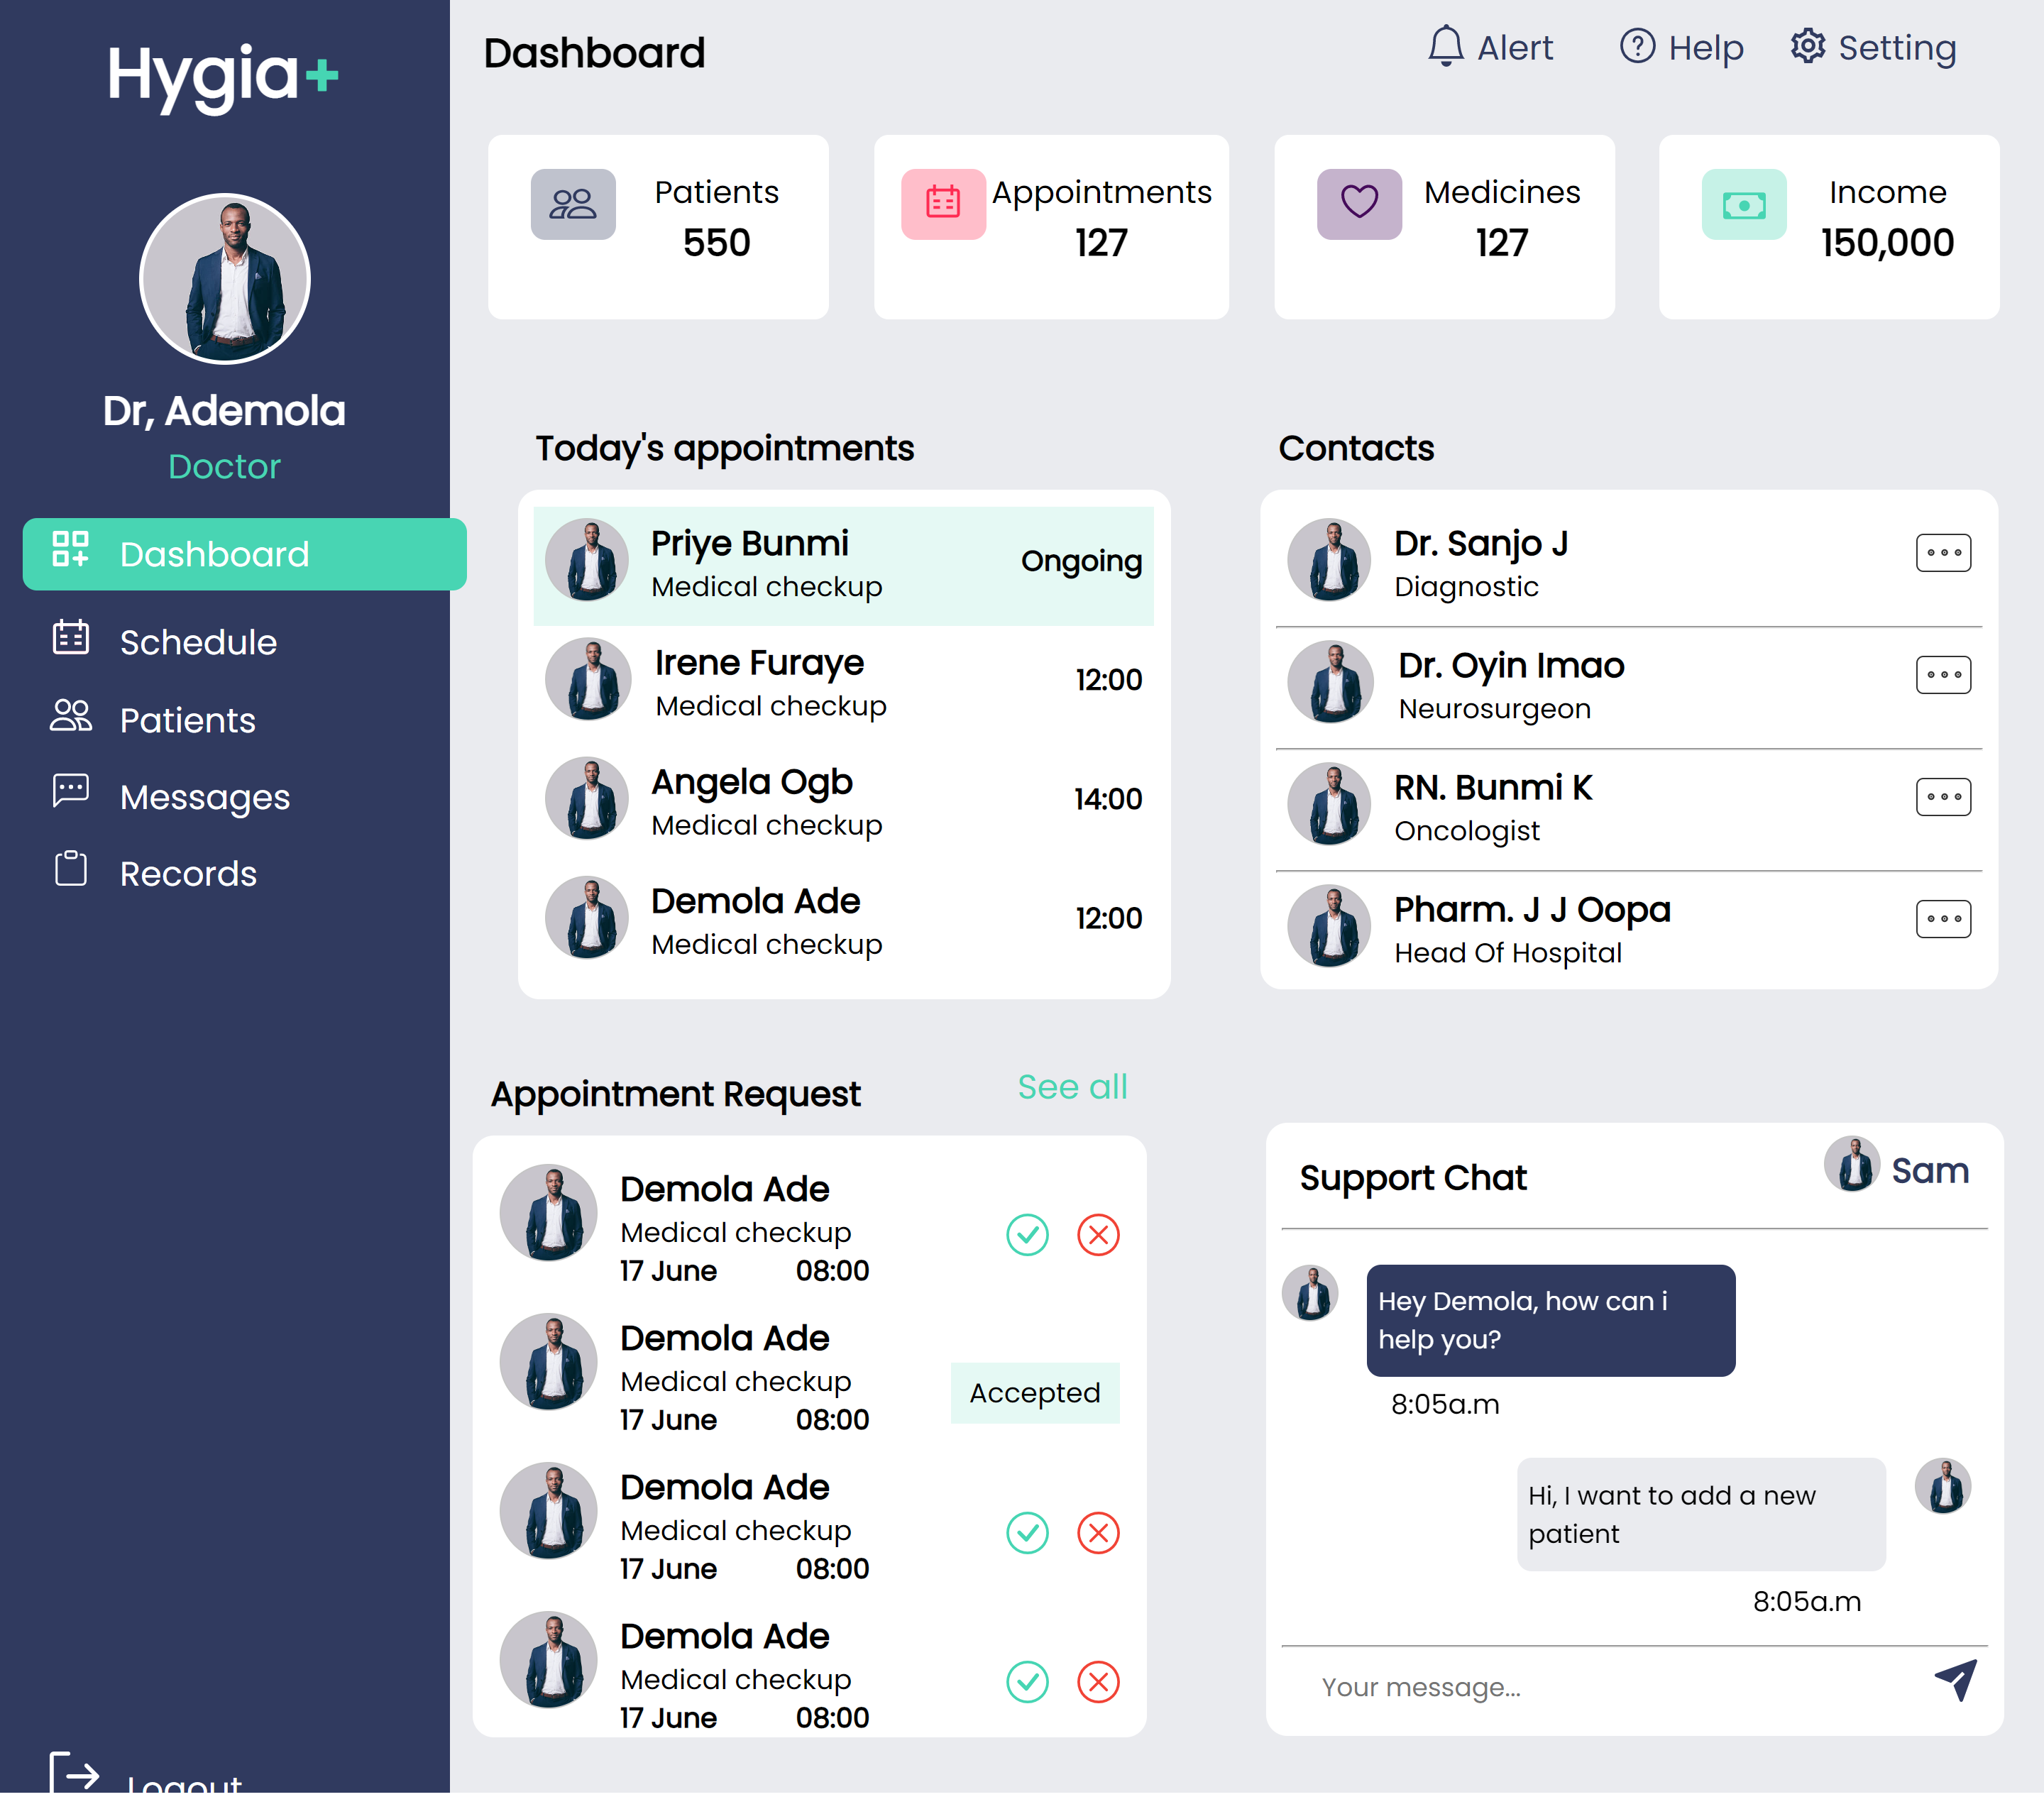 Hygia+
Dr, Ademola
Doctor
Dashboard
Schedule
Patients
Messages
Records
Logout
Dashboard
Alert
Help
Setting
Patients
550
Appointments
127
Medicines
127
Income
150,000
Today's appointments
Priye Bunmi
Medical checkup
Ongoing
Irene Furaye
Medical checkup
12:00
Angela Ogb
Medical checkup
14:00
Demola Ade
Medical checkup
12:00
Contacts
Dr. Sanjo J
Diagnostic
Dr. Oyin Imao
Neurosurgeon
RN. Bunmi K
Oncologist
Pharm. J J Oopa
Head Of Hospital
Appointment Request
See all
Demola Ade
Medical checkup
17 June 08:00
Demola Ade
Medical checkup
17 June 08:00
Accepted
Demola Ade
Medical checkup
17 June 08:00
Demola Ade
Medical checkup
17 June 08:00
Support Chat
Sam
Hey Demola, how can i
help you?
8:05a.m
Hi, I want to add a new
patient
8:05a.m
Your message...